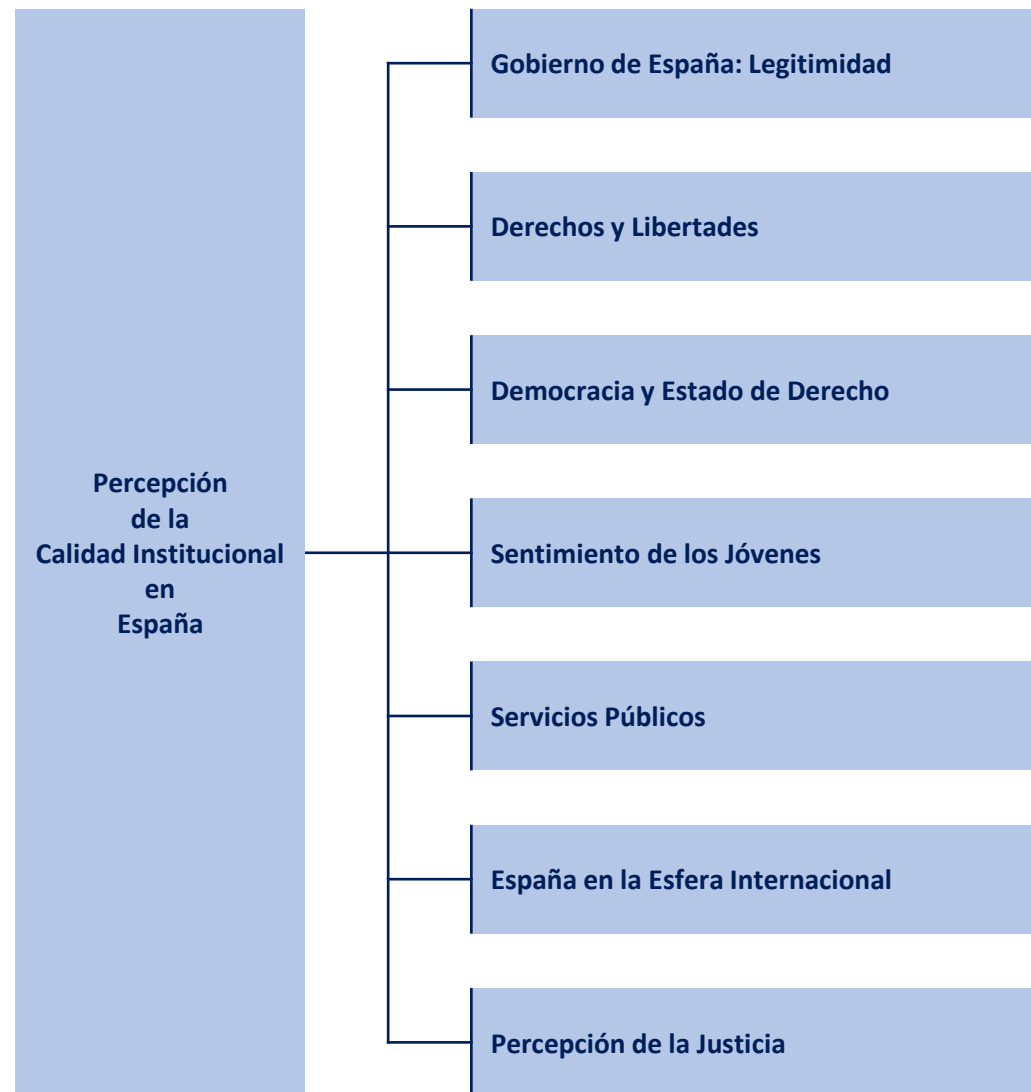 Percepción
de la
Calidad Institucional
en
España
Gobierno de España: Legitimidad
Derechos y Libertades
Democracia y Estado de Derecho
Sentimiento de los Jóvenes
Servicios Públicos
España en la Esfera Internacional
Percepción de la Justicia